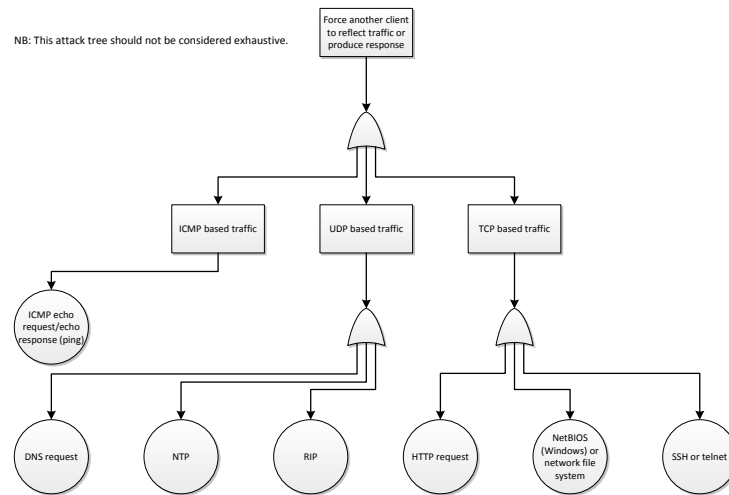 Force another client
to reflect traffic or
produce response
NB: This attack tree should not be considered exhaustive.
ICMP based traffic
UDP based traffic
TCP based traffic
ICMP echo
request/echo
response (ping)
DNS request
NTP
RIP
HTTP request
NetBIOS
(Windows) or
network file
system
SSH or telnet